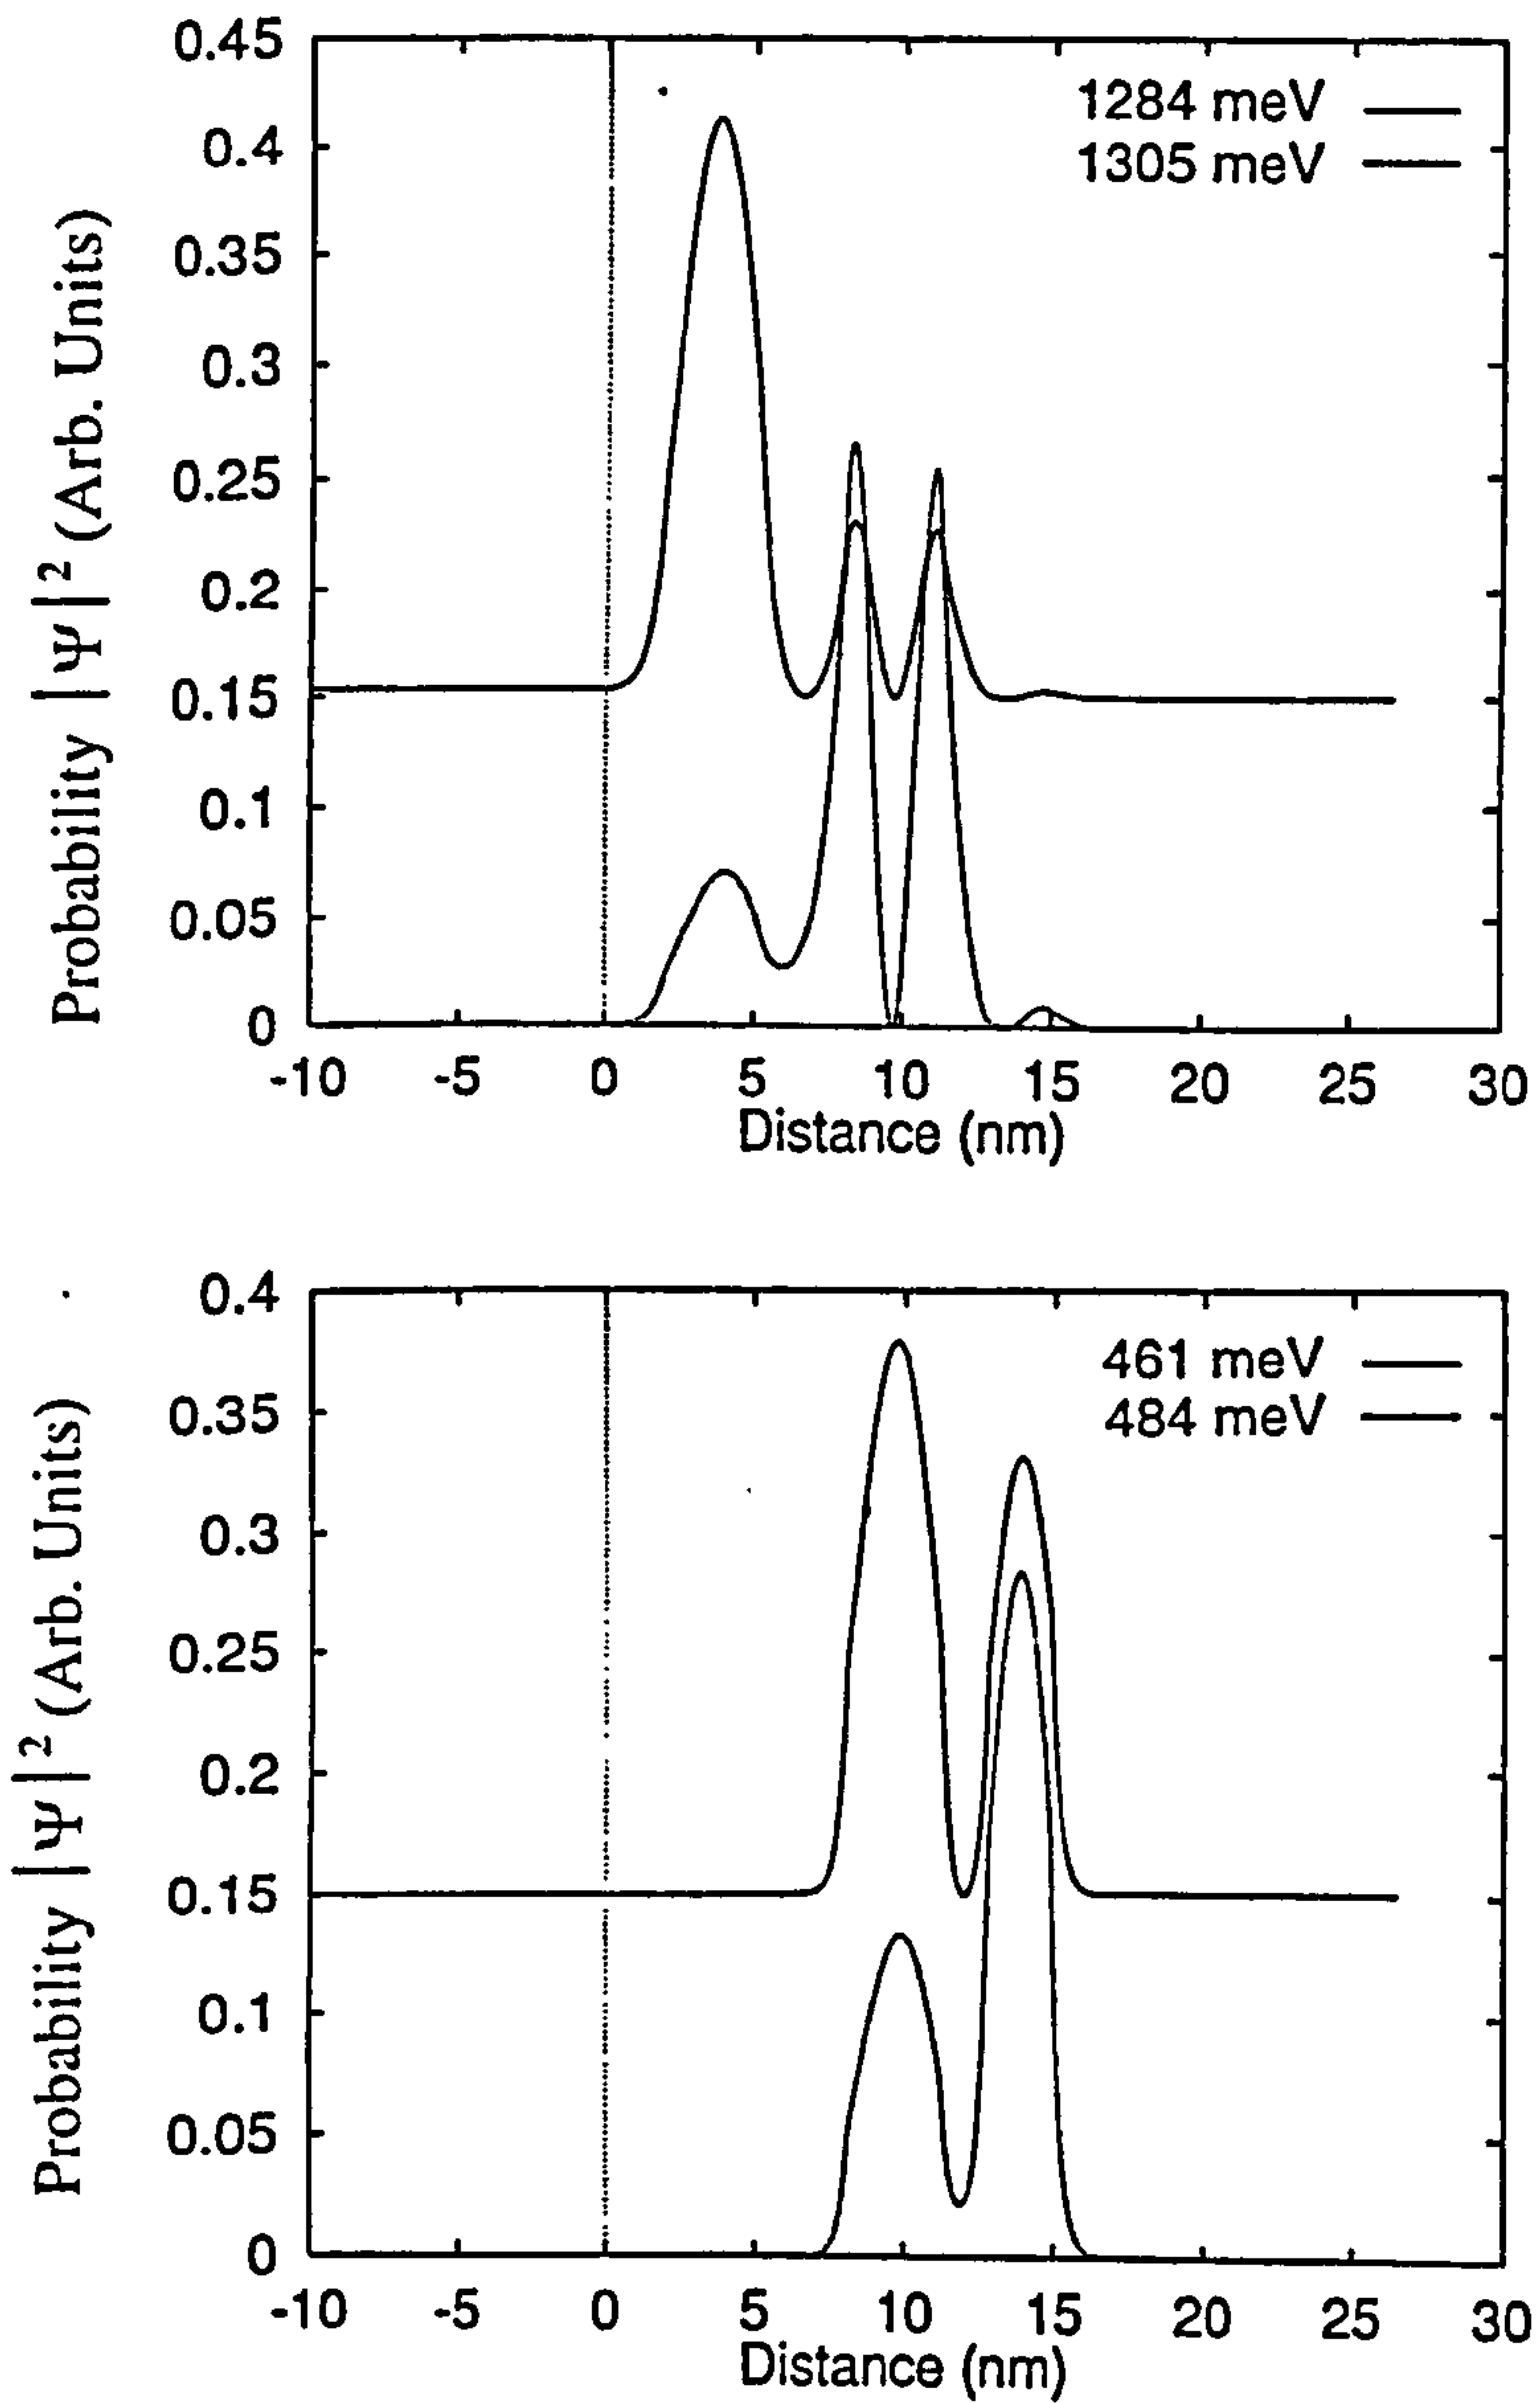 Probability |Ψ|² (Arb. Units)
0.45
0.4
0.35
0.3
0.25
0.2
0.15
0.1
0.05
0
1284 meV
1305 meV
-10 -5 0 5 10 15 20 25 30
Distance (nm)
Probability |Ψ|² (Arb. Units)
0.4
0.35
0.3
0.25
0.2
0.15
0.1
0.05
0
461 meV
484 meV
-10 -5 0 5 10 15 20 25 30
Distance (nm)